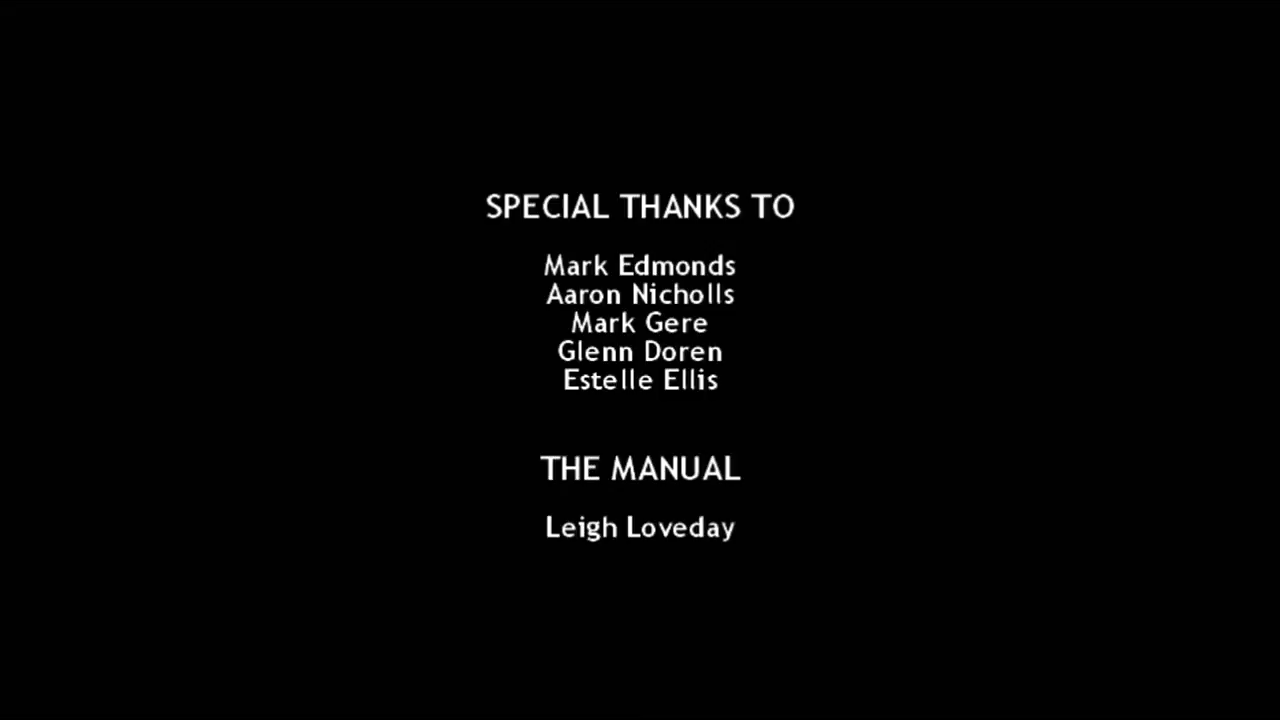 SPECIAL THANKS TO
Mark Edmonds
Aaron Nicholls
Mark Gere
Glenn Doren
Estelle Ellis
THE MANUAL
Leigh Loveday